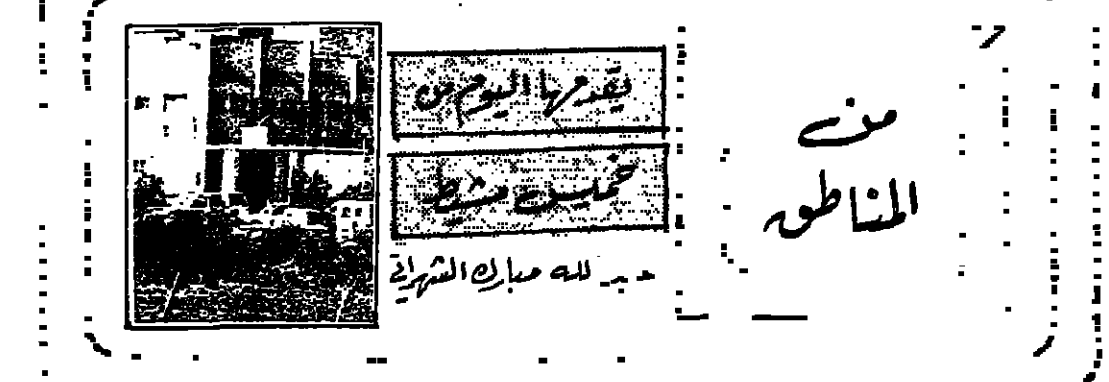 من
المناطق
يقدمها اليوم من
خميس مشيط
عبد الله مبارك الشهراني